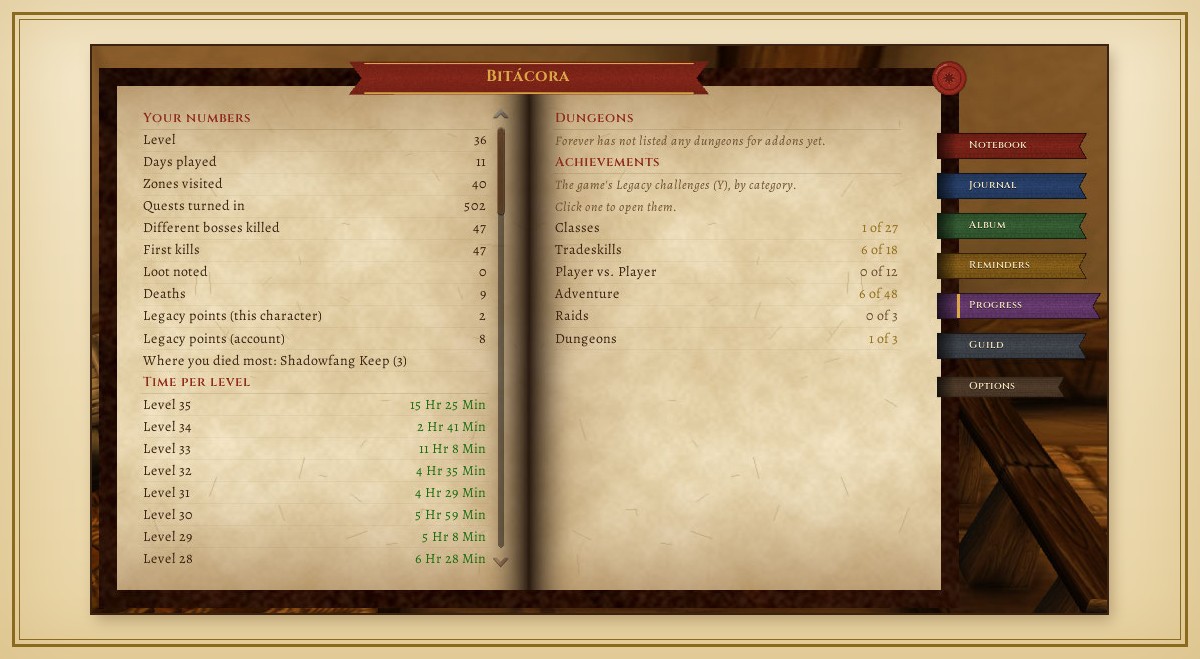 Bitácora
Your numbers
Level 36
Days played 11
Zones visited 40
Quests turned in 502
Different bosses killed 47
First kills 47
Loot noted 0
Deaths 9
Legacy points (this character) 2
Legacy points (account) 8
Where you died most: Shadowfang Keep (3)
Time per level
Level 35 15 Hr 25 Min
Level 34 2 Hr 41 Min
Level 33 11 Hr 8 Min
Level 32 4 Hr 35 Min
Level 31 4 Hr 29 Min
Level 30 5 Hr 59 Min
Level 29 5 Hr 8 Min
Level 28 6 Hr 28 Min
Dungeons
Forever has not listed any dungeons for addons yet.
Achievements
The game's Legacy challenges (Y), by category.
Click one to open them.
Classes 1 of 27
Tradeskills 6 of 18
Player vs. Player 0 of 12
Adventure 6 of 48
Raids 0 of 3
Dungeons 1 of 3
Notebook
Journal
Album
Reminders
Progress
Guild
Options